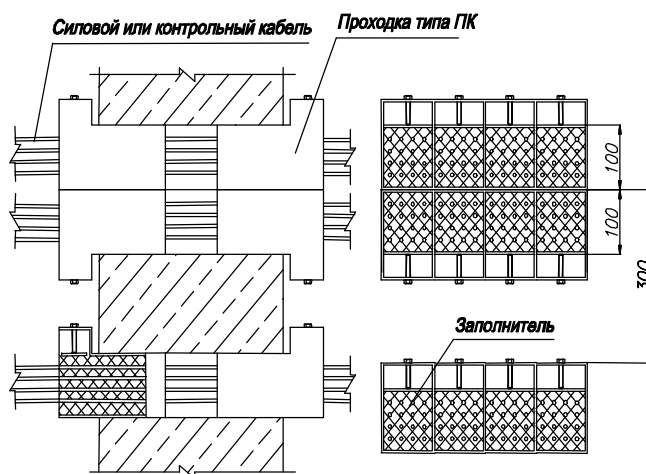 Силовой или контрольный кабель
Проходка типа ПК
100
100
300
Заполнитель